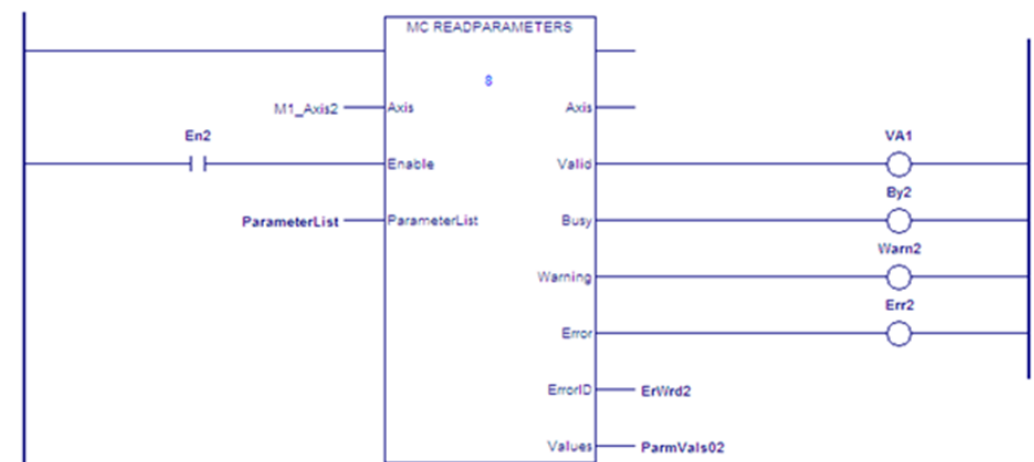 MC READPARAMETERS
8
M1_Axis2 Axis Axis
En2 VA1
Enable Valid
By2
ParameterList ParameterList Busy
Warn2
Warning
Err2
Error
ErrorID ErWrd2
Values ParmVals02